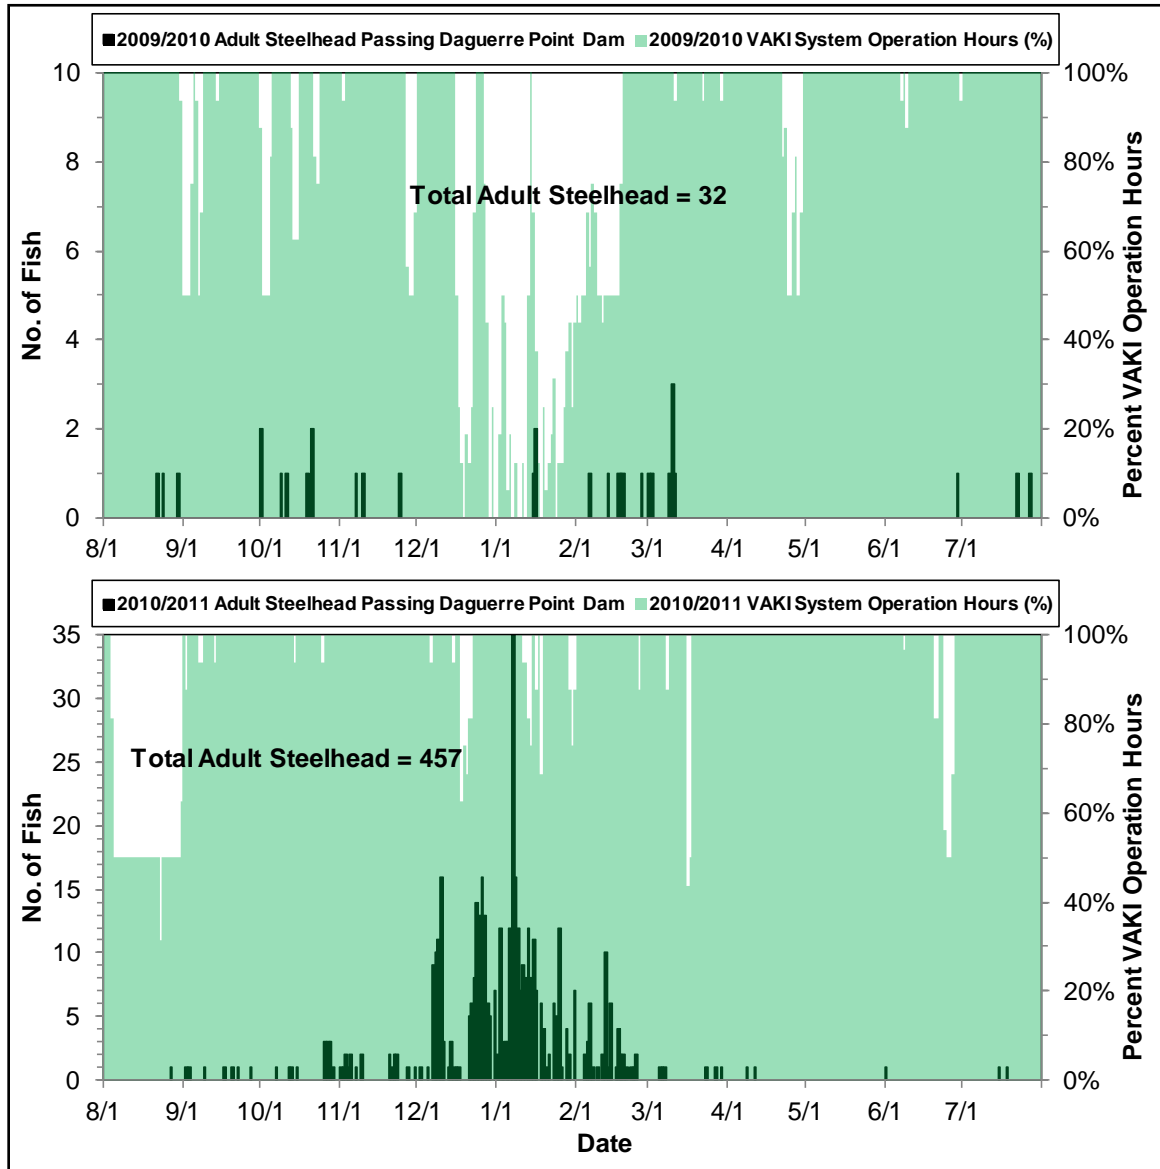 2009/2010 Adult Steelhead Passing Daguerre Point Dam 2009/2010 VAKI System Operation Hours (%)
10 100%
8 80%
Total Adult Steelhead = 32
6 60%
4 40%
2 20%
0 0%
No. of Fish
Percent VAKI Operation Hours
8/1 9/1 10/1 11/1 12/1 1/1 2/1 3/1 4/1 5/1 6/1 7/1
2010/2011 Adult Steelhead Passing Daguerre Point Dam 2010/2011 VAKI System Operation Hours (%)
35 100%
30
80%
25
Total Adult Steelhead = 457
60%
20
15
40%
10
20%
5
0 0%
No. of Fish
Percent VAKI Operation Hours
8/1 9/1 10/1 11/1 12/1 1/1 2/1 3/1 4/1 5/1 6/1 7/1
Date